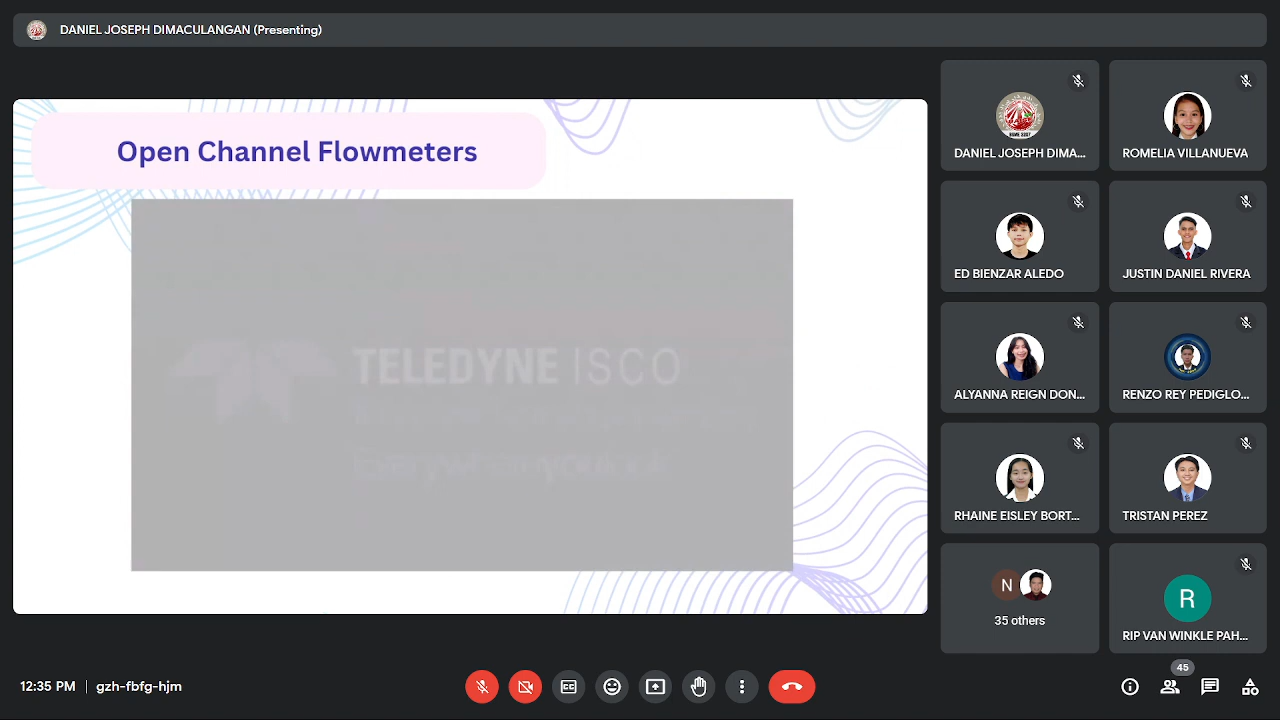 DANIEL JOSEPH DIMACULANGAN (Presenting)
Open Channel Flowmeters
TELEDYNE ISCO
Everywhereyoulook
DANIEL JOSEPH DIMA...
ROMELIA VILLANUEVA
ED BIENZAR ALEDO
JUSTIN DANIEL RIVERA
ALYANNA REIGN DON...
RENZO REY PEDIGLO...
RHAINE EISLEY BORT...
TRISTAN PEREZ
N
35 others
R
RIP VAN WINKLE PAH...
12:35 PM | gzh-fbfg-hjm
45